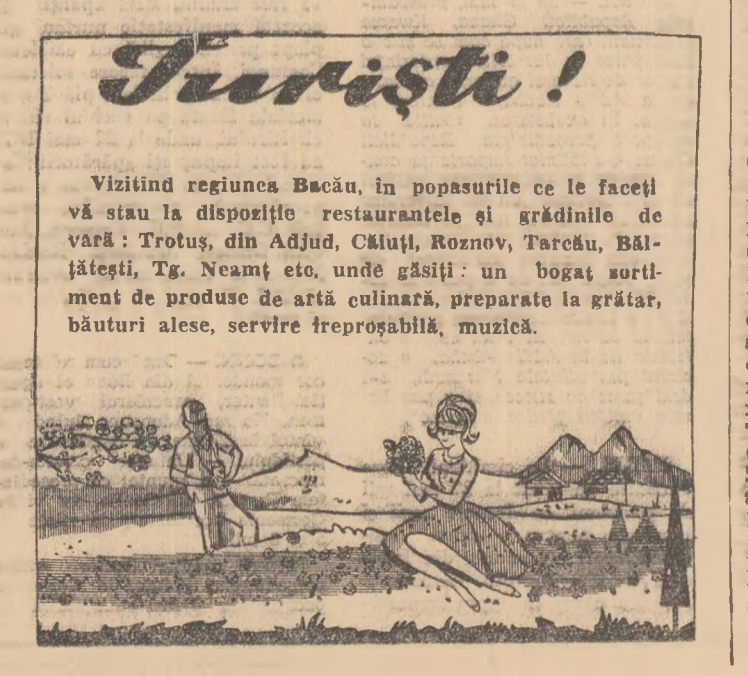 Turiști !
Vizitînd regiunea Bacău, în popasurile ce le faceți
vă stau la dispoziție restaurantele și grădinile de
vară : Trotuș, din Adjud, Căiuți, Roznov, Tarcău, Băl-
țătești, Tg. Neamț etc. unde găsiți : un bogat sorti-
ment de produse de artă culinară, preparate la grătar,
băuturi alese, servire ireproșabilă, muzică.